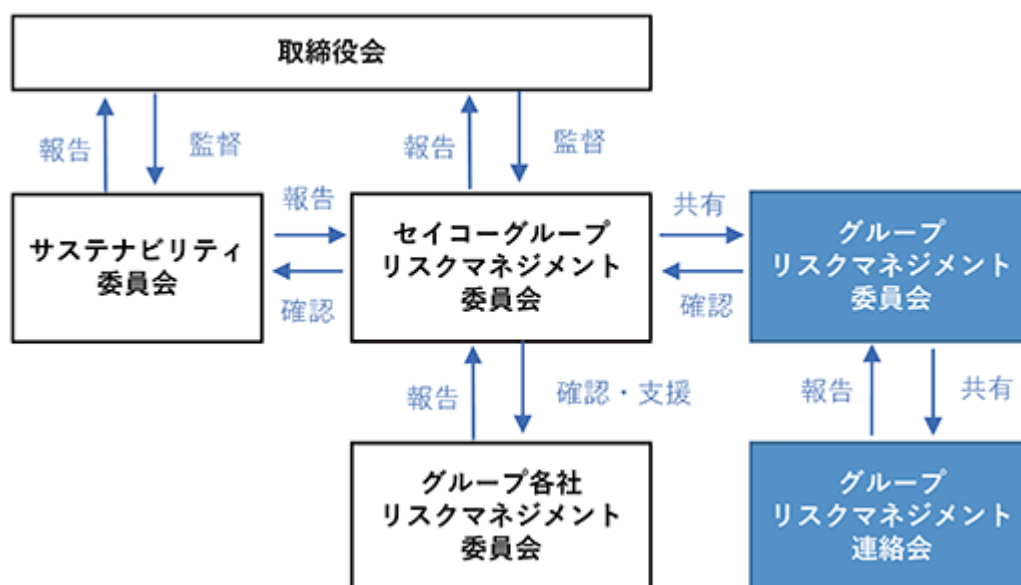 取締役会
報告
監督
報告
監督
サステナビリティ
委員会
報告
確認
セイコーグループ
リスクマネジメント
委員会
共有
確認
グループ
リスクマネジメント
委員会
報告
確認・支援
報告
共有
グループ各社
リスクマネジメント
委員会
グループ
リスクマネジメント
連絡会